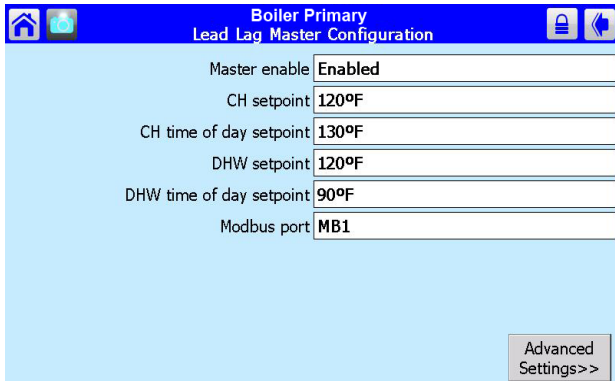 Boiler Primary
Lead Lag Master Configuration
Master enable Enabled
CH setpoint 120ºF
CH time of day setpoint 130ºF
DHW setpoint 120ºF
DHW time of day setpoint 90ºF
Modbus port MB1
Advanced
Settings>>